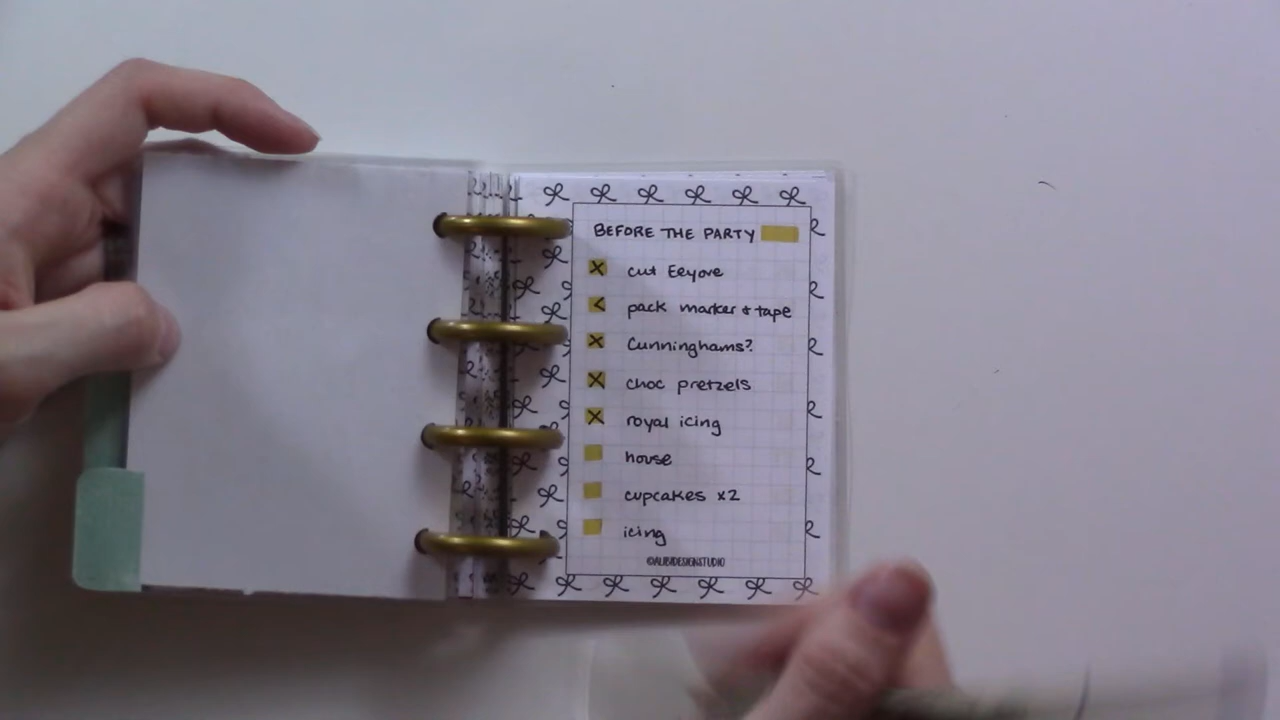 BEFORE THE PARTY
cut Eeyore
pack marker + tape
Cunninghams?
choc pretzels
royal icing
house
cupcakes x2
icing
©ALIBIDESIGNSTUDIO